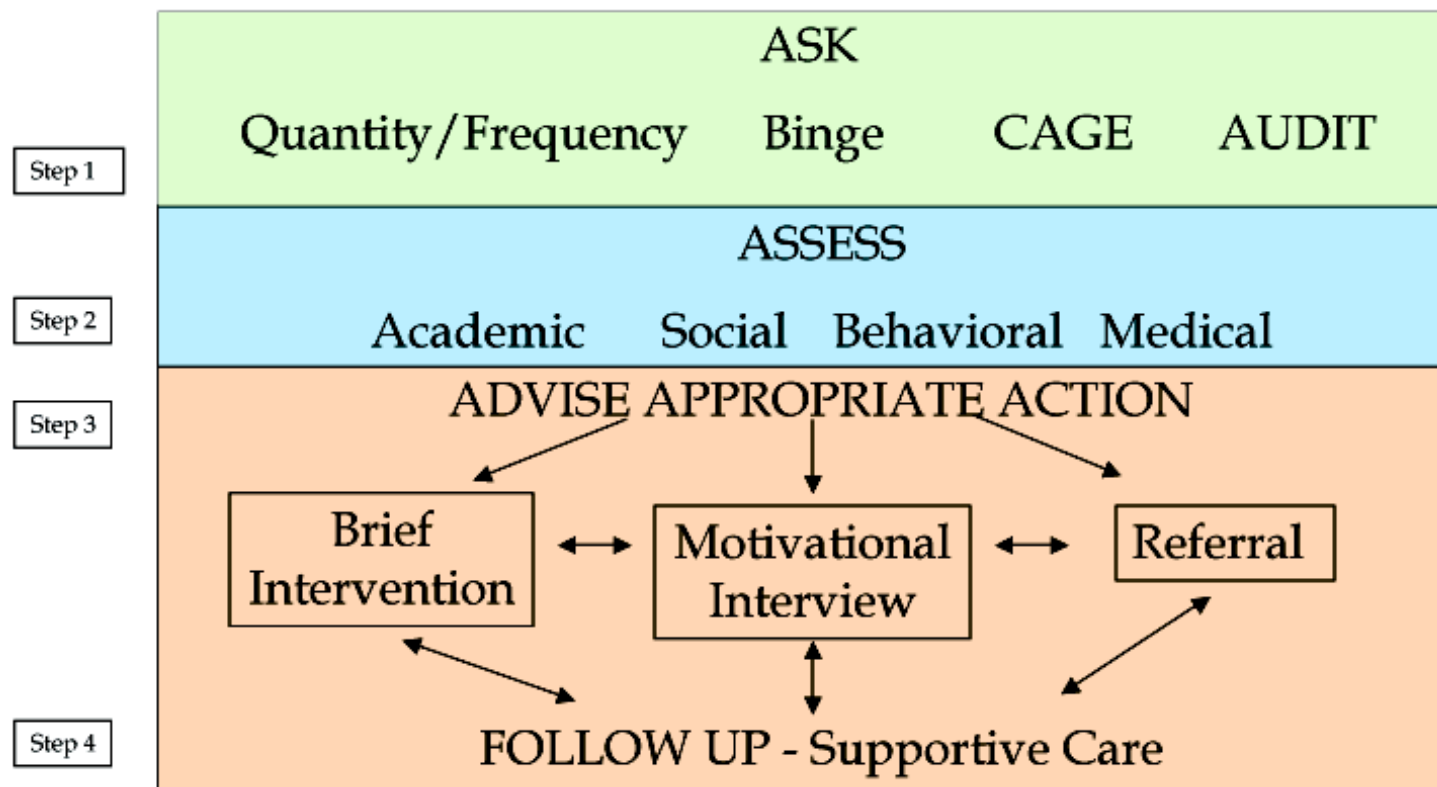 ASK
Quantity/Frequency Binge CAGE AUDIT
Step 1
ASSESS
Step 2
Academic Social Behavioral Medical
ADVISE APPROPRIATE ACTION
Step 3
Brief
Intervention
Motivational
Interview
Referral
Step 4
FOLLOW UP - Supportive Care